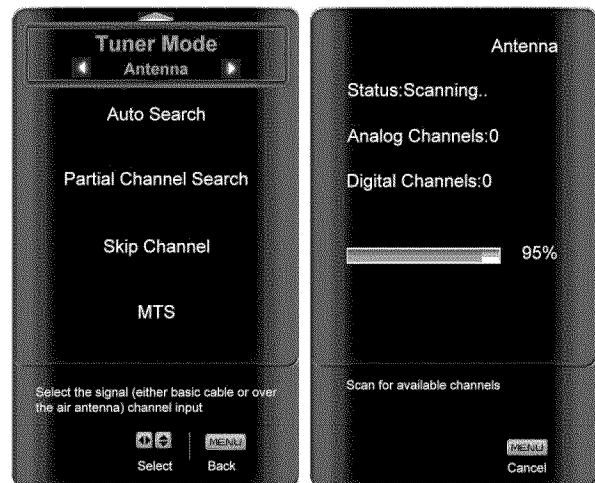 Tuner Mode
Antenna
Auto Search
Partial Channel Search
Skip Channel
MTS
Select the signal (either basic cable or over
the air antenna) channel input
MENU
Select Back
Antenna
Status:Scanning..
Analog Channels:0
Digital Channels:0
95%
Scan for available channels
MENU
Cancel